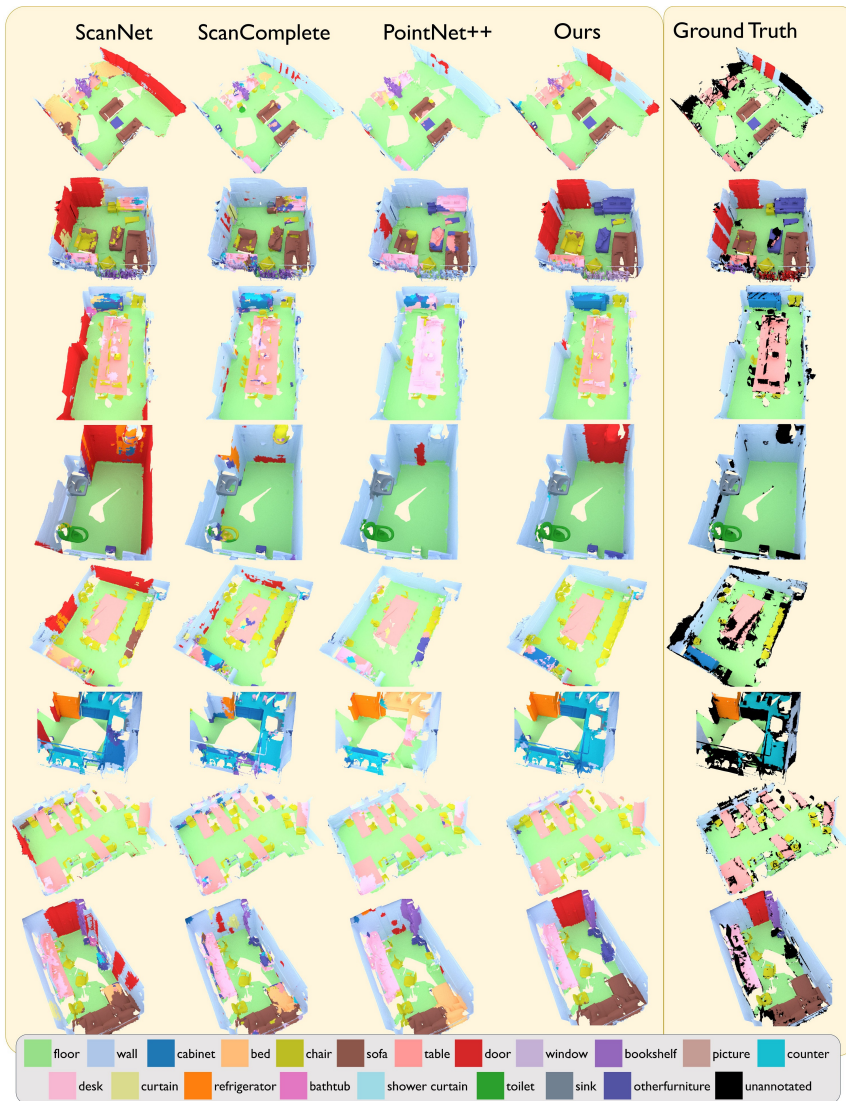 ScanNet ScanComplete PointNet++ Ours Ground Truth
floor wall cabinet bed chair sofa table door window bookshelf picture counter
desk curtain refrigerator bathtub shower curtain toilet sink otherfurniture unannotated